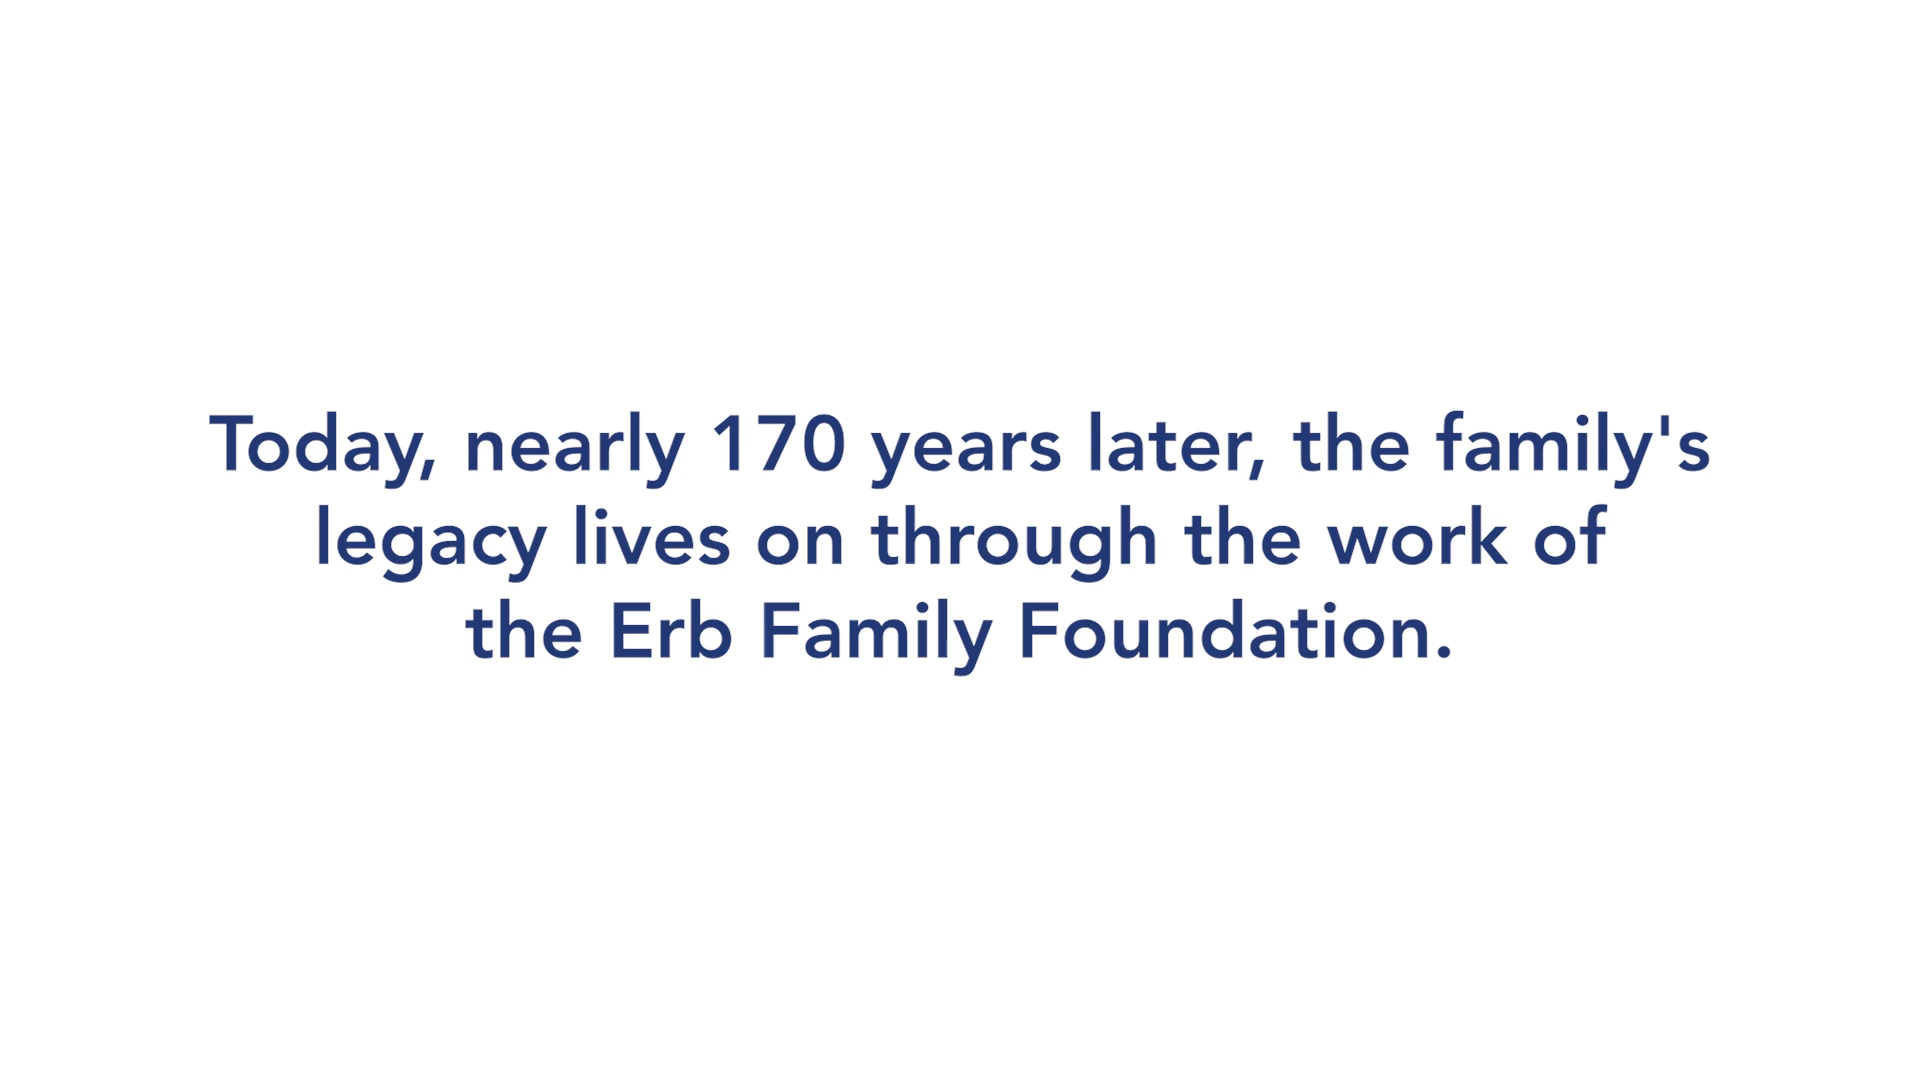 Today, nearly 170 years later, the family's
legacy lives on through the work of
the Erb Family Foundation.